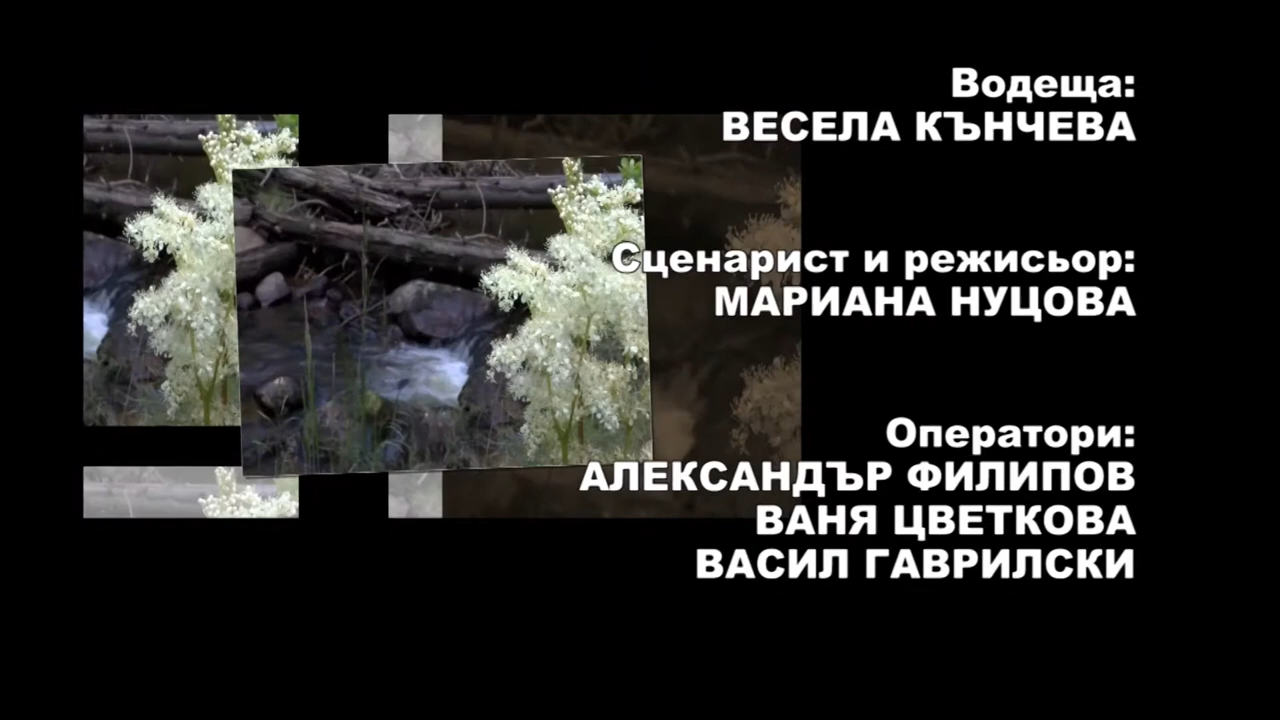 Водеща:
ВЕСЕЛА КЪНЧЕВА
Сценарист и режисьор:
МАРИАНА НУЦОВА
Оператори:
АЛЕКСАНДЪР ФИЛИПОВ
ВАНЯ ЦВЕТКОВА
ВАСИЛ ГАВРИЛСКИ